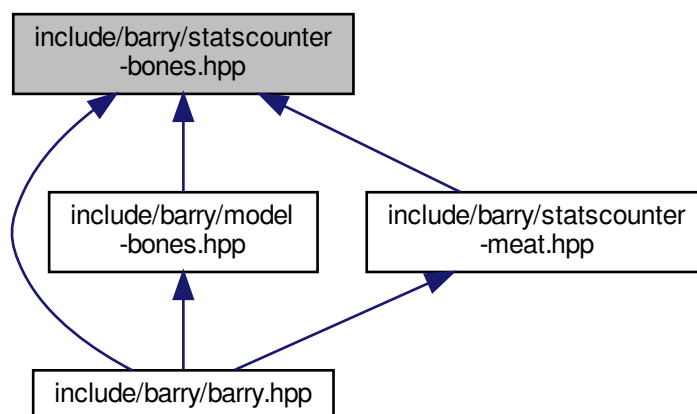 include/barry/statscounter
-bones.hpp
include/barry/model
-bones.hpp
include/barry/statscounter
-meat.hpp
include/barry/barry.hpp